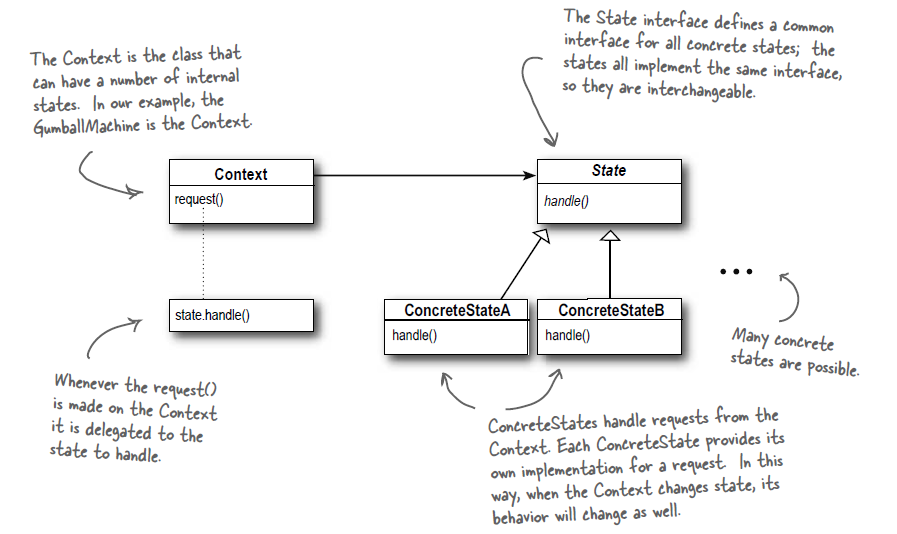 The State interface defines a common
interface for all concrete states; the
states all implement the same interface,
so they are interchangeable.
The Context is the class that
can have a number of internal
states. In our example, the
GumballMachine is the Context.
Context
request()
State
handle()
state.handle()
ConcreteStateA
handle()
ConcreteStateB
handle()
...
Many concrete
states are possible.
Whenever the request()
is made on the Context
it is delegated to the
state to handle.
ConcreteStates handle requests from the
Context. Each ConcreteState provides its
own implementation for a request. In this
way, when the Context changes state, its
behavior will change as well.